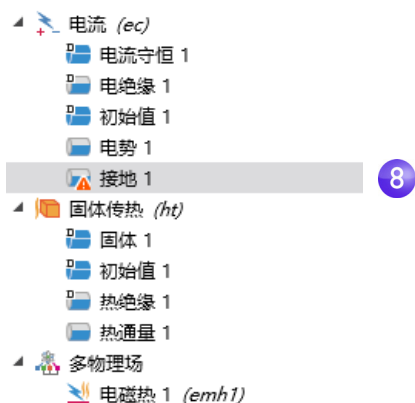 电流 (ec)
电流守恒 1
电绝缘 1
初始值 1
电势 1
接地 1
8
固体传热 (ht)
固体 1
初始值 1
热绝缘 1
热通量 1
多物理场
电磁热 1 (emh1)